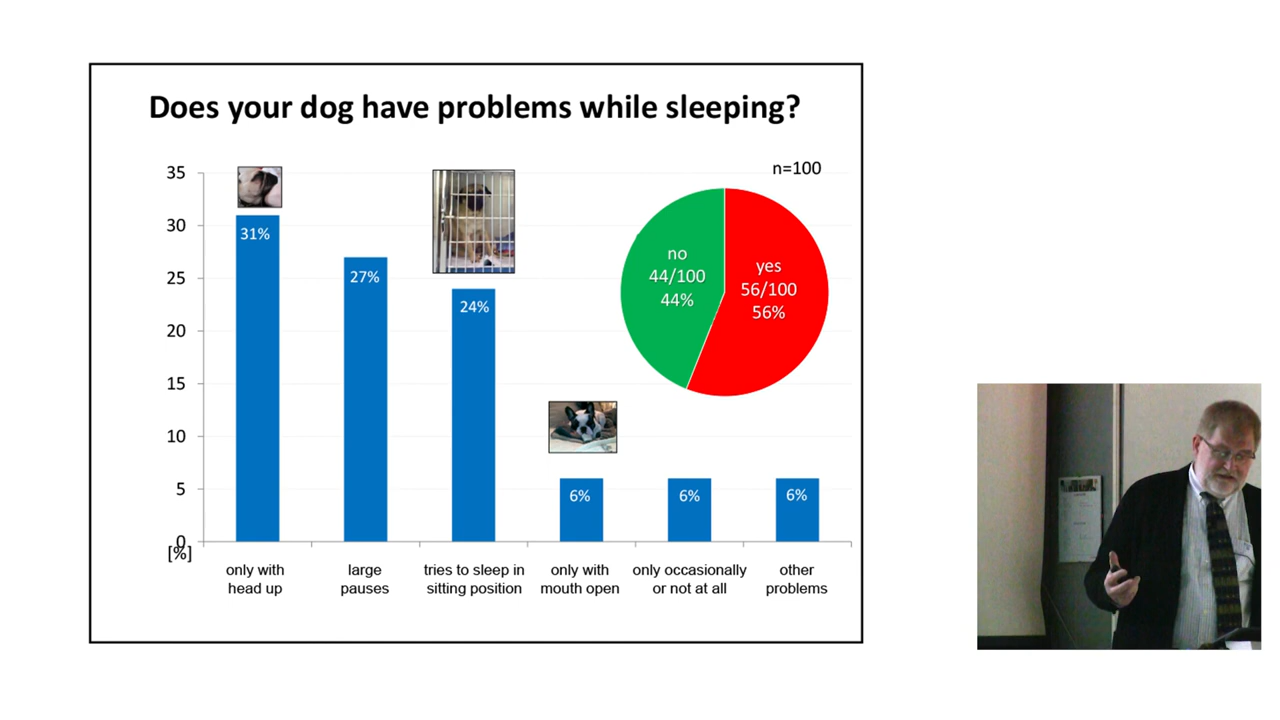 Does your dog have problems while sleeping?
n=100
35
30
25
20
15
10
5
0
[%]
31%
27%
24%
6%
6%
6%
no
44/100
44%
yes
56/100
56%
only with
head up
large
pauses
tries to sleep in
sitting position
only with
mouth open
only occasionally
or not at all
other
problems